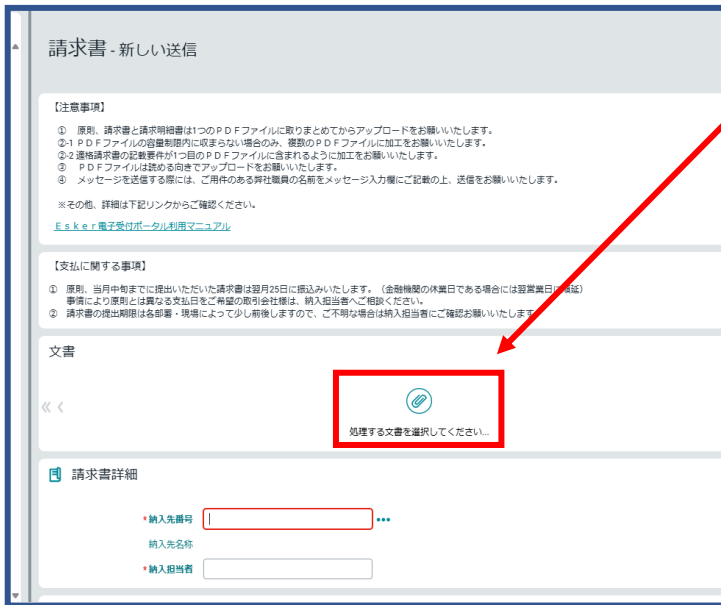 請求書 - 新しい送信
【注意事項】
① 原則、請求書と請求明細書は1つのPDFファイルに取りまとめてからアップロードをお願いいたします。
②-1 PDFファイルの容量制限内に収まらない場合のみ、複数のPDFファイルに加工をお願いいたします。
②-2 適格請求書の記載要件が1つ目のPDFファイルに含まれるように加工をお願いいたします。
③ PDFファイルは読める向きでアップロードをお願いいたします。
④ メッセージを送信する際には、ご用件のある弊社職員の名前をメッセージ入力欄にご記載の上、送信をお願いいたします。
※その他、詳細は下記リンクからご確認ください。
Esker電子受付ポータル利用マニュアル
【支払に関する事項】
① 原則、当月中旬までに提出いただいた請求書は翌月25日に振込みいたします。（金融機関の休業日である場合には翌営業日に順延）
事情により原則とは異なる支払日をご希望の取引会社様は、納入担当者へご相談ください。
② 請求書の提出期限は各部署・現場によって少し前後しますので、ご不明な場合は納入担当者にご確認お願いいたします
文書
処理する文書を選択してください...
請求書詳細
*納入先番号
納入先名称
*納入担当者